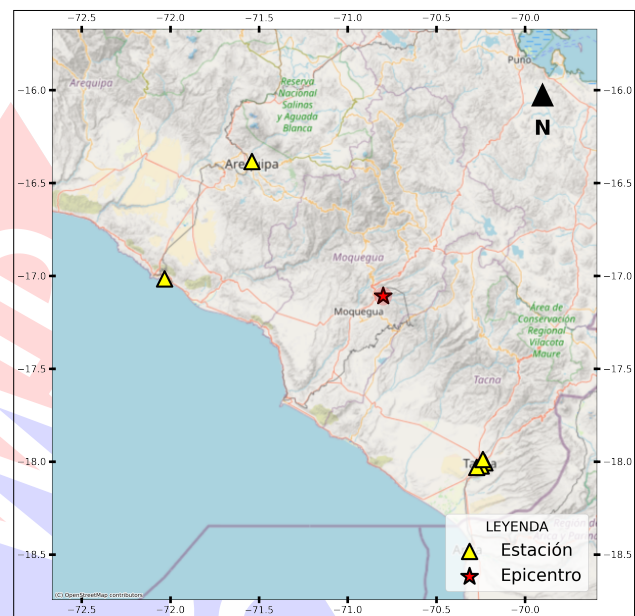 −72.5 −72.0 −71.5 −71.0 −70.5 −70.0
Puno
Arequipa
−16.0 −16.0
Reserva
Nacional
Salinas
y Aguada
Blanca
N
Arequipa
−16.5 −16.5
Moquegua
−17.0 −17.0
Moquegua
Área de
Conservación
Regional
Vilacota
Maure
−17.5 −17.5
Tacna
−18.0 −18.0
Tacna
LEYENDA
Estación
Epicentro
−18.5 −18.5
(C) OpenStreetMap contributors
−72.5 −72.0 −71.5 −71.0 −70.5 −70.0